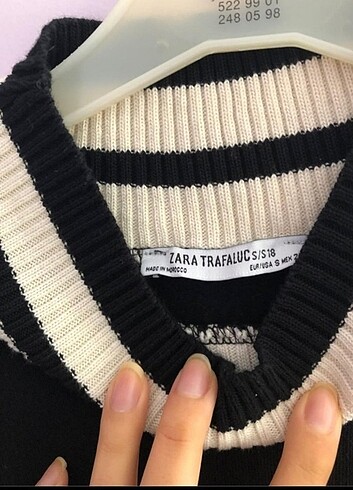 522 99 01
248 05 98
ZARA TRAFALUC S/S18
MADE IN MOROCCO
EUR/USA S MEX 2